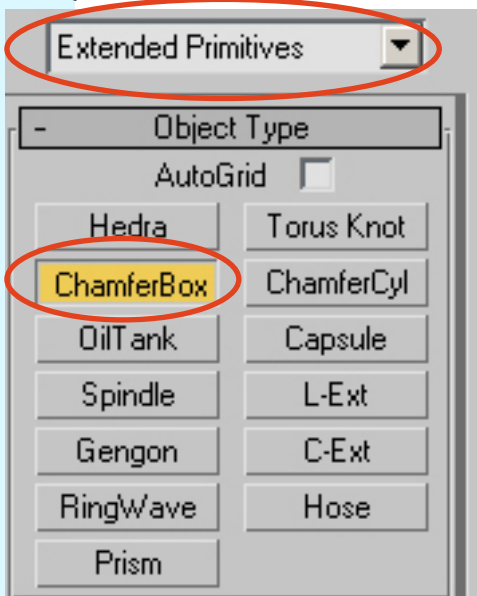 Extended Primitives
- Object Type
AutoGrid
Hedra Torus Knot
ChamferBox ChamferCyl
OilTank Capsule
Spindle L-Ext
Gengon C-Ext
RingWave Hose
Prism